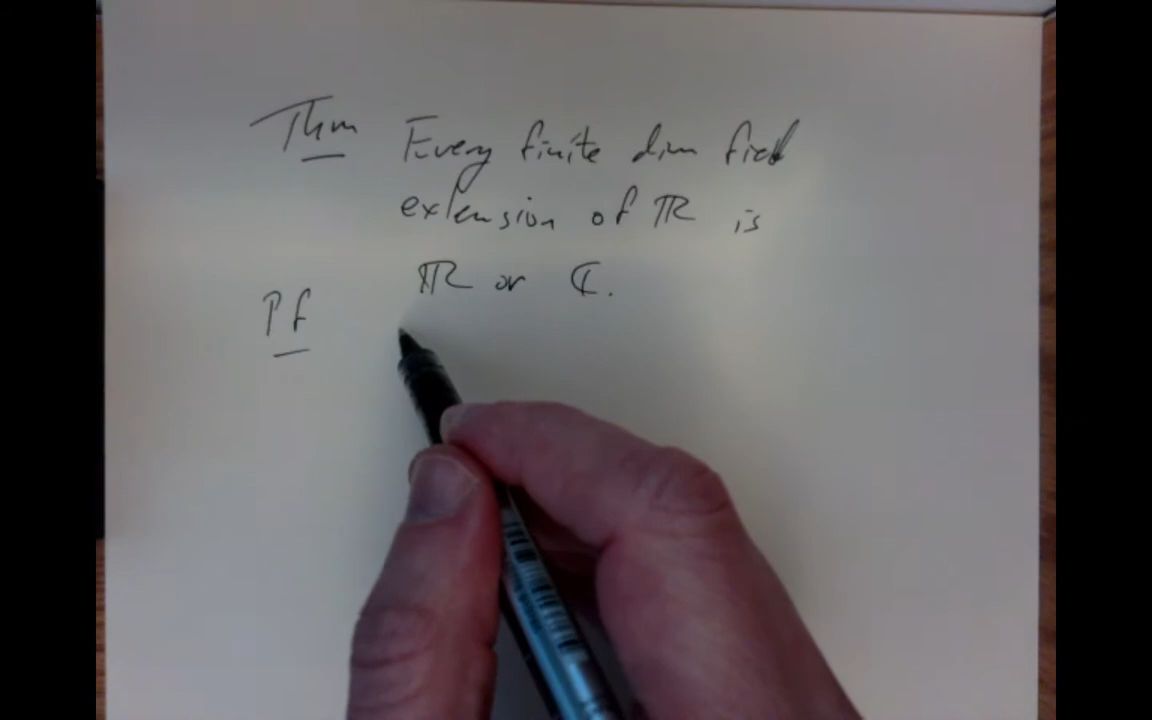 Thm Every finite dim field
extension of ℝ is
ℝ or ℂ.
Pf